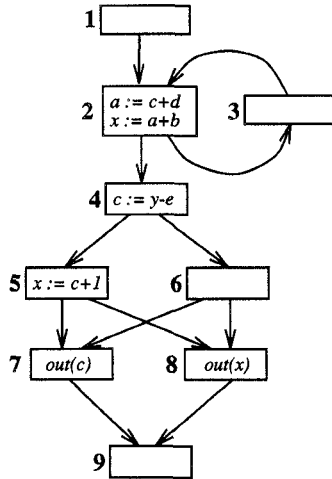 1
2
a := c+d
x := a+b
3
4
c := y-e
5
x := c+1
6
7
out(c)
8
out(x)
9